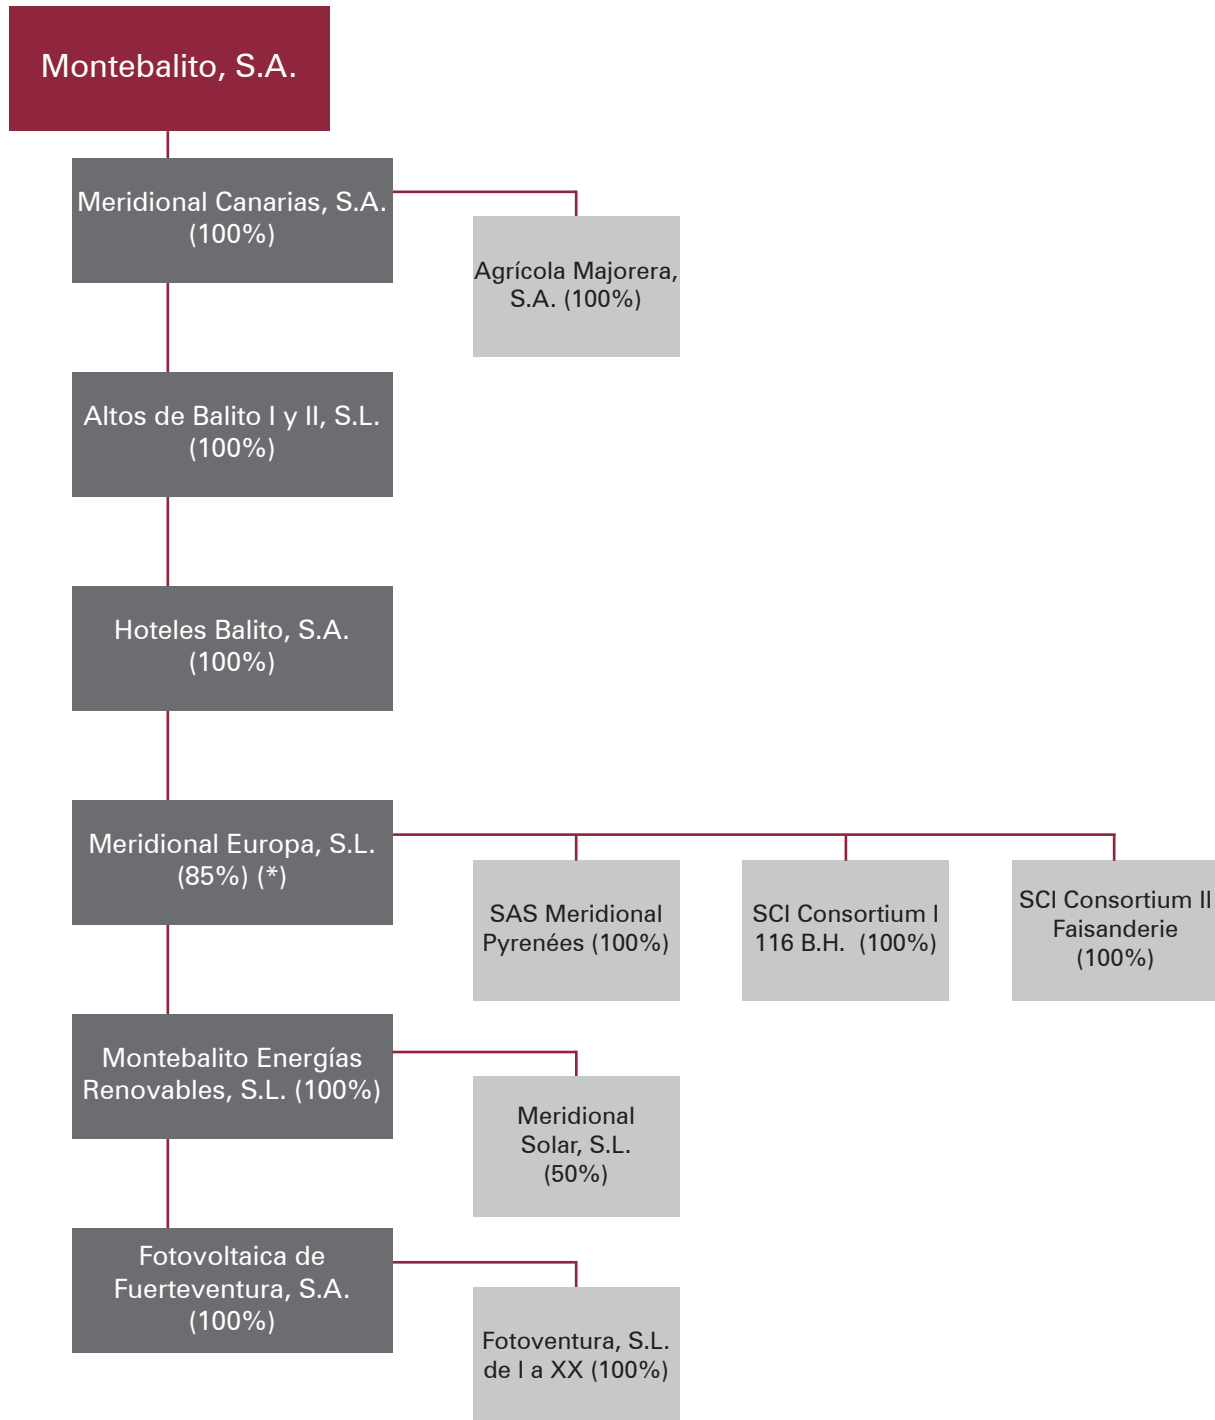 Montebalito, S.A.
Meridional Canarias, S.A.
(100%)
Agrícola Majorera,
S.A. (100%)
Altos de Balito I y II, S.L.
(100%)
Hoteles Balito, S.A.
(100%)
Meridional Europa, S.L.
(85%) (*)
SAS Meridional
Pyrenées (100%)
SCI Consortium I
116 B.H. (100%)
SCI Consortium II
Faisanderie
(100%)
Montebalito Energías
Renovables, S.L. (100%)
Meridional
Solar, S.L.
(50%)
Fotovoltaica de
Fuerteventura, S.A.
(100%)
Fotoventura, S.L.
de I a XX (100%)